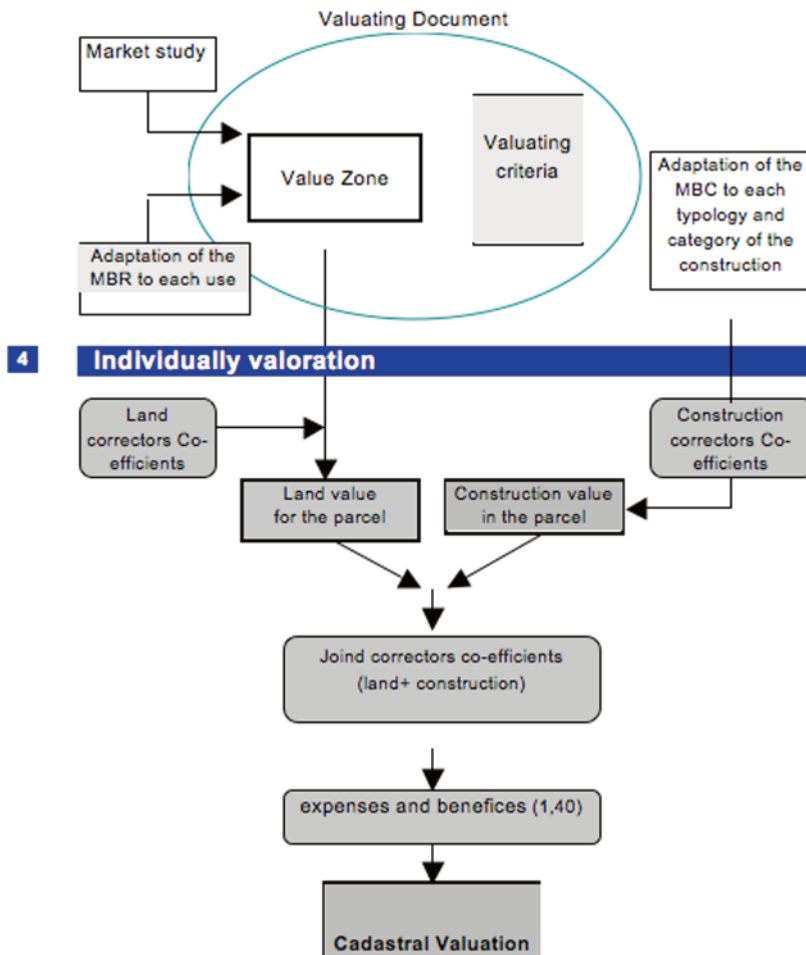 Valuating Document
Market study
Value Zone
Valuating
criteria
Adaptation of the
MBC to each
typology and
category of the
construction
Adaptation of the
MBR to each use
4
Individually valoration
Land
correctors Co-
efficients
Construction
correctors Co-
efficients
Land value
for the parcel
Construction value
in the parcel
Joind correctors co-efficients
(land+ construction)
expenses and benefices (1,40)
Cadastral Valuation